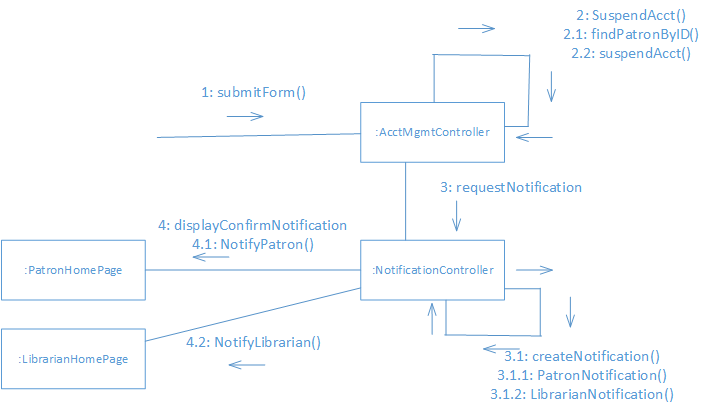 2: SuspendAcct()
2.1: findPatronByID()
2.2: suspendAcct()
1: submitForm()
:AcctMgmtController
3: requestNotification
4: displayConfirmNotification
4.1: NotifyPatron()
:PatronHomePage
:NotificationController
4.2: NotifyLibrarian()
:LibrarianHomePage
3.1: createNotification()
3.1.1: PatronNotification()
3.1.2: LibrarianNotification()